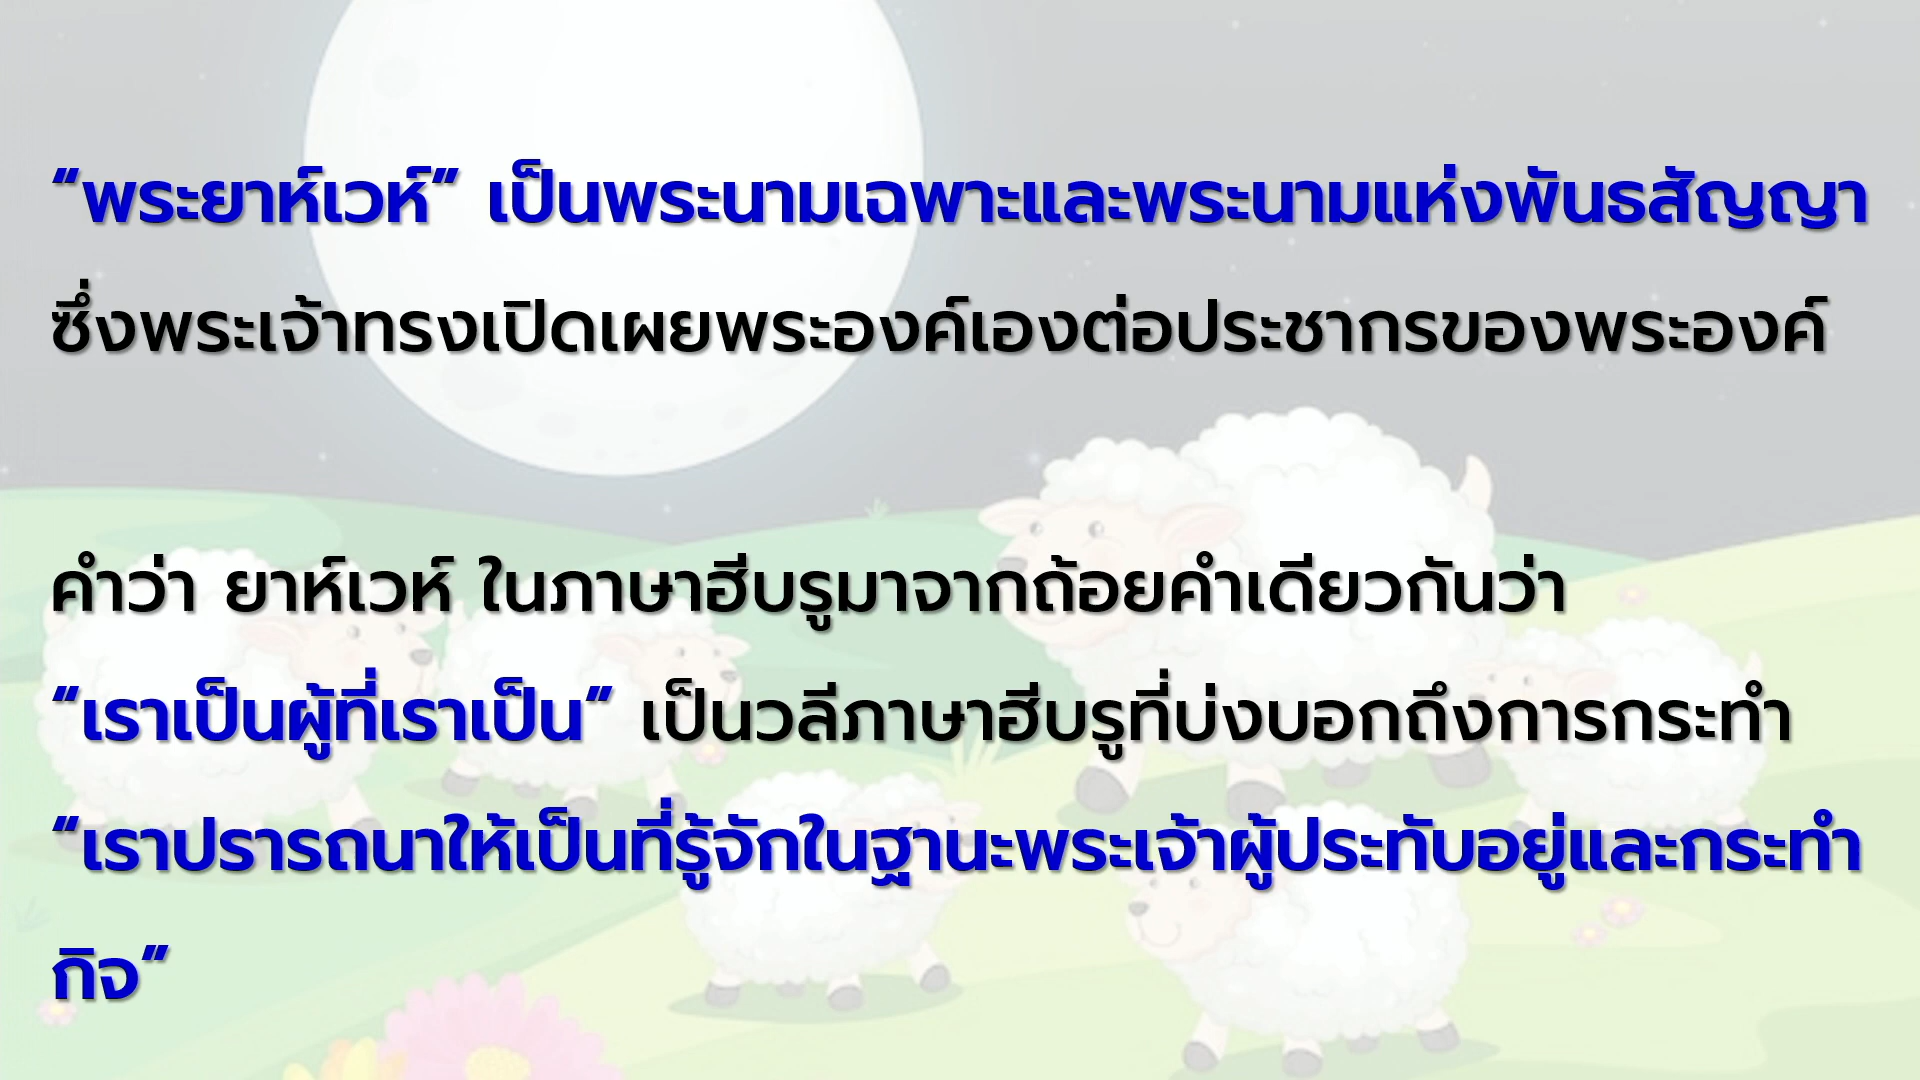 “พระยาห์เวห์” เป็นพระนามเฉพาะและพระนามแห่งพันธสัญญา
ซึ่งพระเจ้าทรงเปิดเผยพระองค์เองต่อประชากรของพระองค์
คำว่า ยาห์เวห์ ในภาษาฮีบรูมาจากถ้อยคำเดียวกันว่า
“เราเป็นผู้ที่เราเป็น” เป็นวลีภาษาฮีบรูที่บ่งบอกถึงการกระทำ
“เราปรารถนาให้เป็นที่รู้จักในฐานะพระเจ้าผู้ประทับอยู่และกระทำ
กิจ”